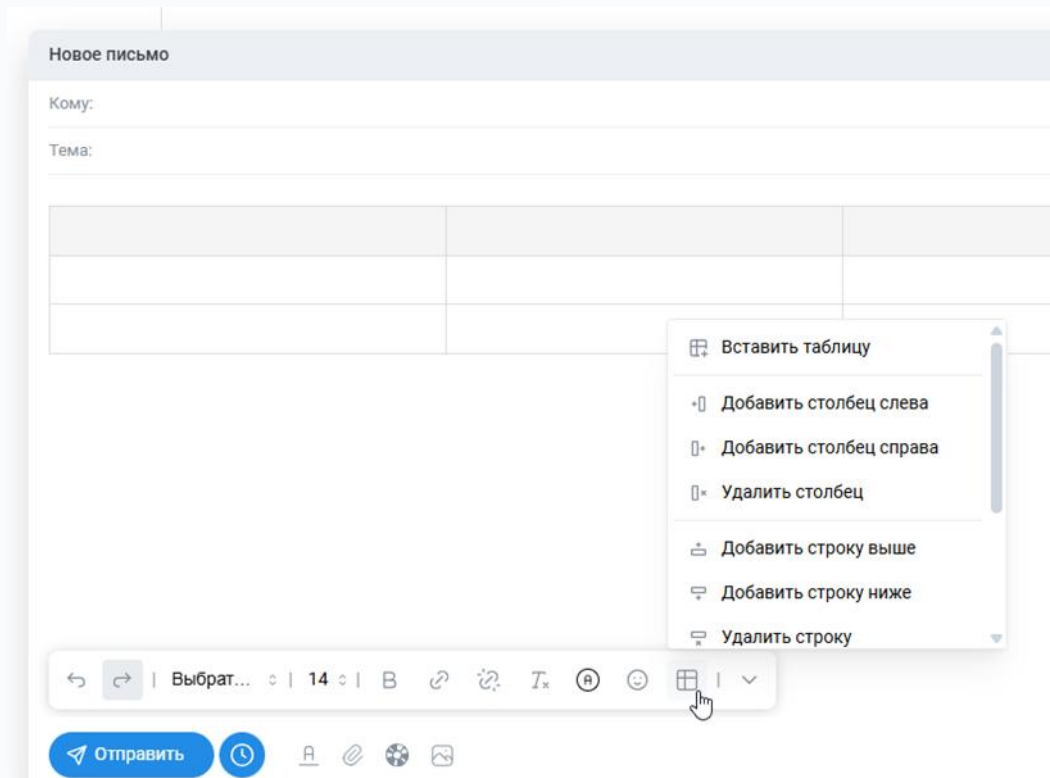 Новое письмо
Кому:
Тема:
Вставить таблицу
Добавить столбец слева
Добавить столбец справа
Удалить столбец
Добавить строку выше
Добавить строку ниже
Удалить строку
Выбрат... 14 B Tx A
Отправить A